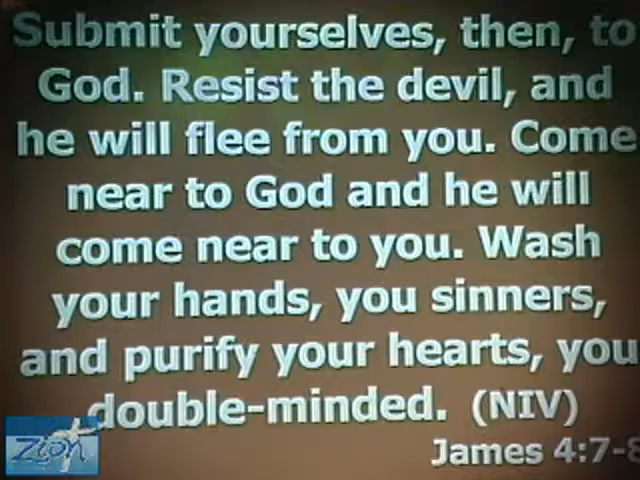 Submit yourselves, then, to
God. Resist the devil, and
he will flee from you. Come
near to God and he will
come near to you. Wash
your hands, you sinners,
and purify your hearts, you
double-minded. (NIV)
James 4:7-8
Zion